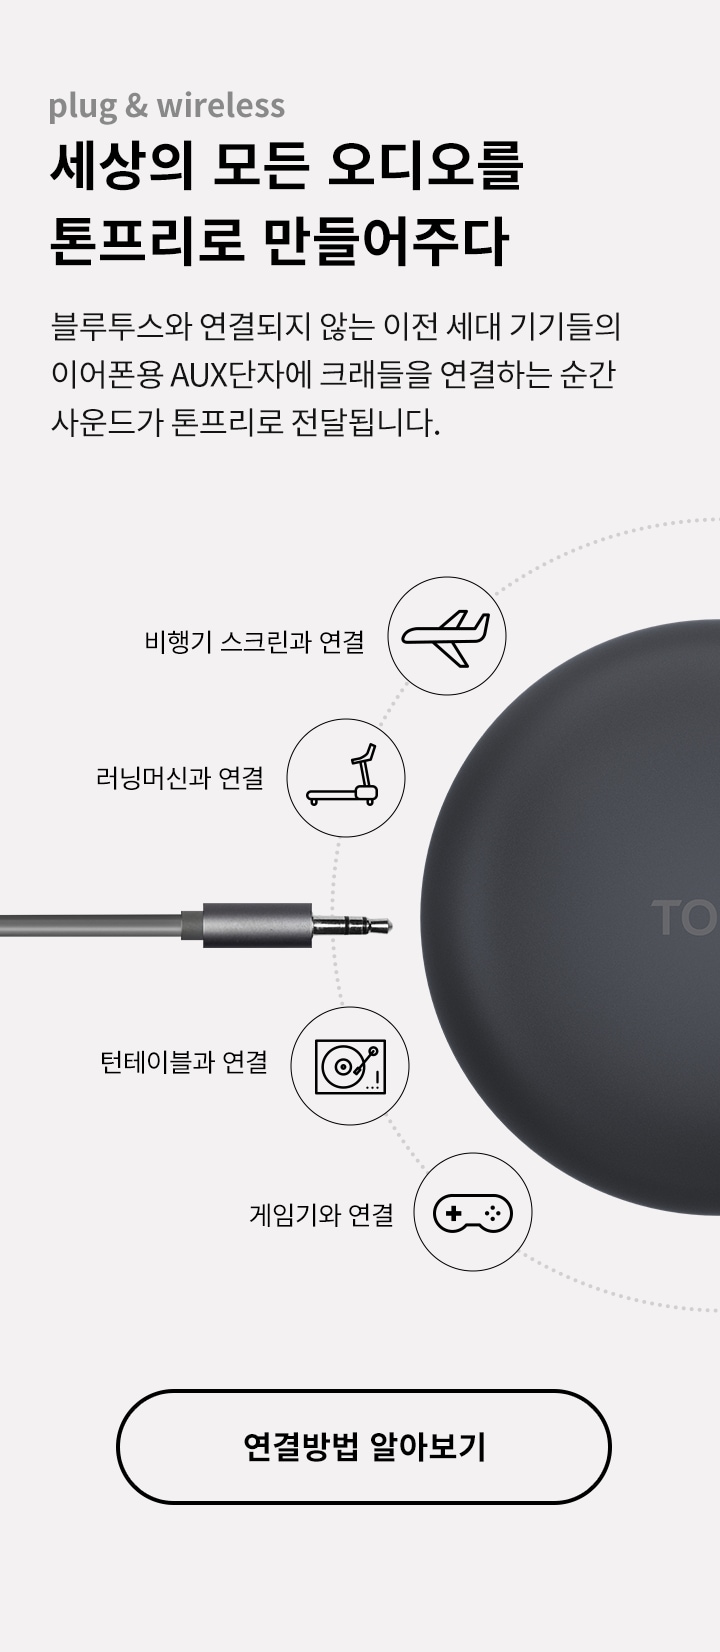 plug & wireless
세상의 모든 오디오를
톤프리로 만들어주다
블루투스와 연결되지 않는 이전 세대 기기들의
이어폰용 AUX단자에 크래들을 연결하는 순간
사운드가 톤프리로 전달됩니다.
비행기 스크린과 연결
러닝머신과 연결
TO
턴테이블과 연결
게임기와 연결
연결방법 알아보기